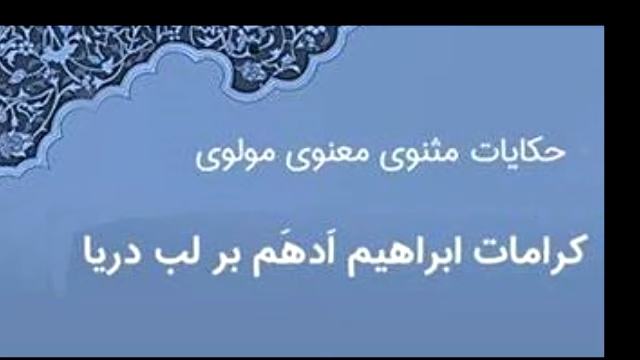 حکایات مثنوی معنوی مولوی
کرامات ابراهیم اَدهَم بر لب دریا